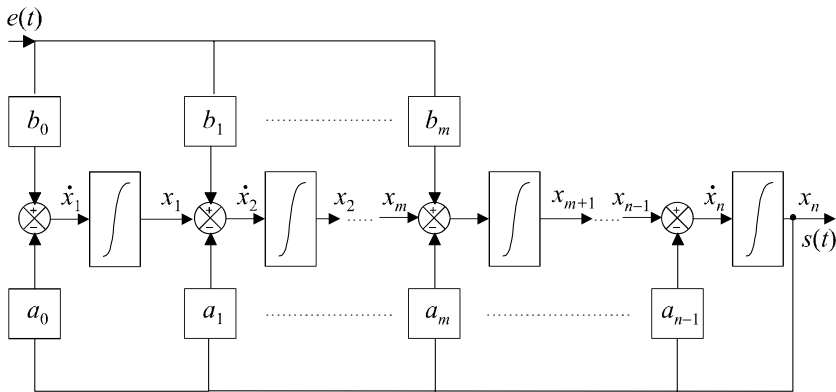 e(t)
b₀ b₁ ........ bₘ
ẋ₁ x₁ ẋ₂ x₂ ..... xₘ xₘ₊₁ ..... xₙ₋₁ ẋₙ xₙ
+ + + +
− − − −
s(t)
a₀ a₁ ........ aₘ ........ aₙ₋₁